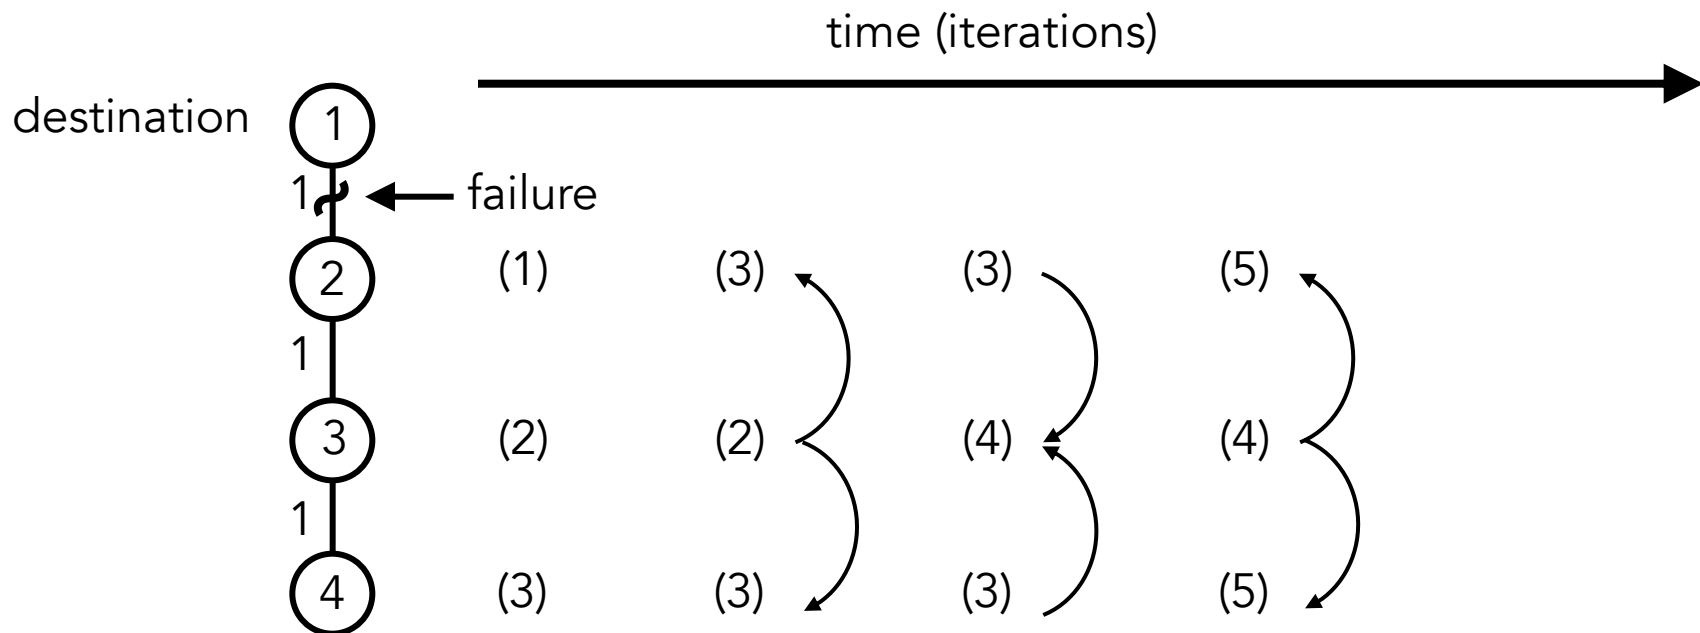 time (iterations)
destination 1
1 failure
2 (1) (3) (3) (5)
1
3 (2) (2) (4) (4)
1
4 (3) (3) (3) (5)